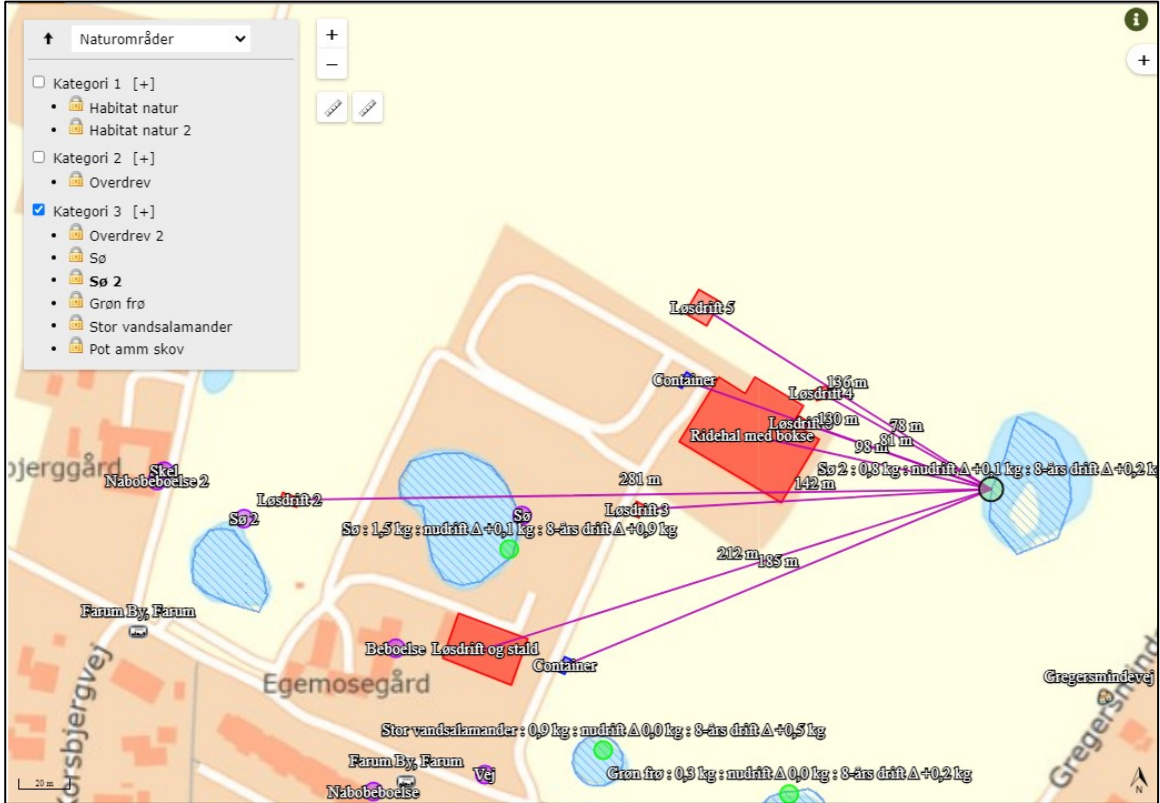 Naturområder
Kategori 1 [+]
Habitat natur
Habitat natur 2
Kategori 2 [+]
Overdrev
Kategori 3 [+]
Overdrev 2
Sø
Sø 2
Grøn frø
Stor vandsalamander
Pot amm skov
+
−
i
+
Løsdrift 5
Container
136 m
Løsdrift 4
130 m
78 m
Ridehal med bokse
81 m
98 m
Sø 2 : 0,8 kg : nudrift Δ +0,1 kg : 8-års drift Δ +0,2 k
bjerggård
Skel
Nabobeboelse 2
281 m
142 m
Løsdrift 2
Løsdrift 3
Sø 2
Sø
Sø : 1,5 kg : nudrift Δ +0,1 kg : 8-års drift Δ +0,9 kg
212 m
185 m
Farum By, Farum
Beboelse
Løsdrift og stald
Container
Egemosegård
Gregersmindevej
Gregersminde
Korsbjergvej
Stor vandsalamander : 0,9 kg : nudrift Δ 0,0 kg : 8-års drift Δ +0,5 kg
Farum By, Farum
Vej
Grøn frø : 0,3 kg : nudrift Δ 0,0 kg : 8-års drift Δ +0,2 kg
Nabobeboelse
20 m
N